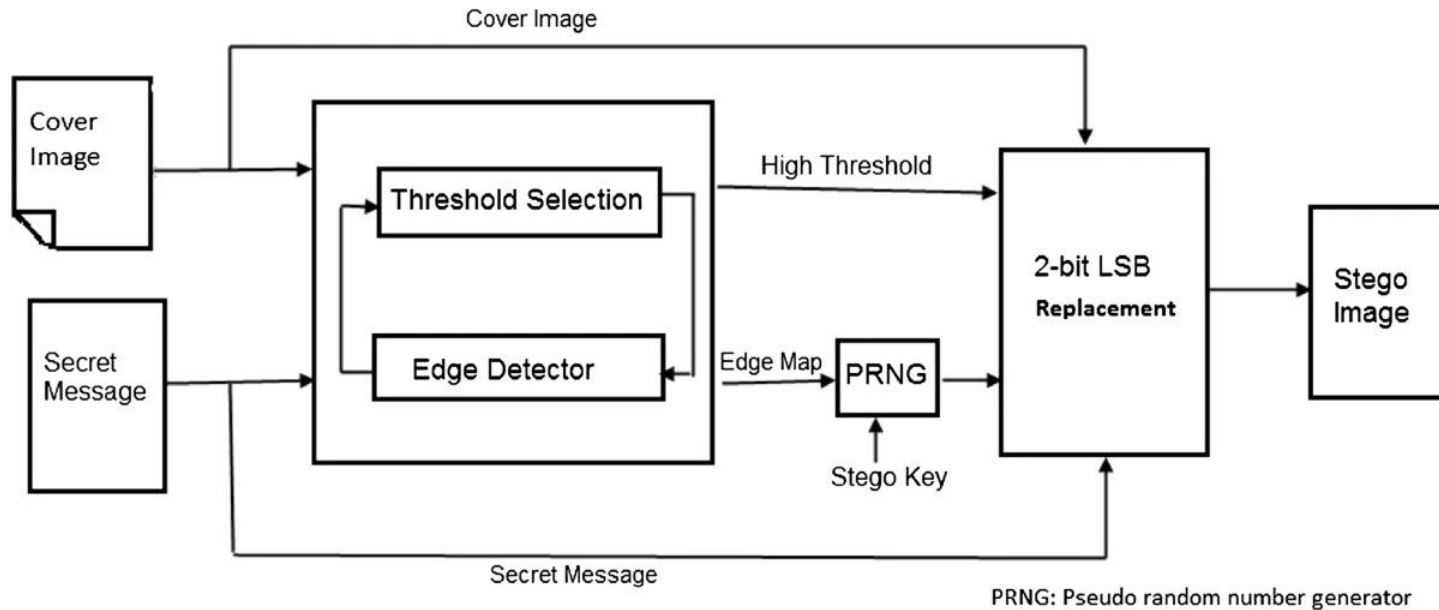 Cover Image
Cover
Image
Threshold Selection
High Threshold
2-bit LSB
Replacement
Stego
Image
Secret
Message
Edge Detector
Edge Map
PRNG
Stego Key
Secret Message
PRNG: Pseudo random number generator